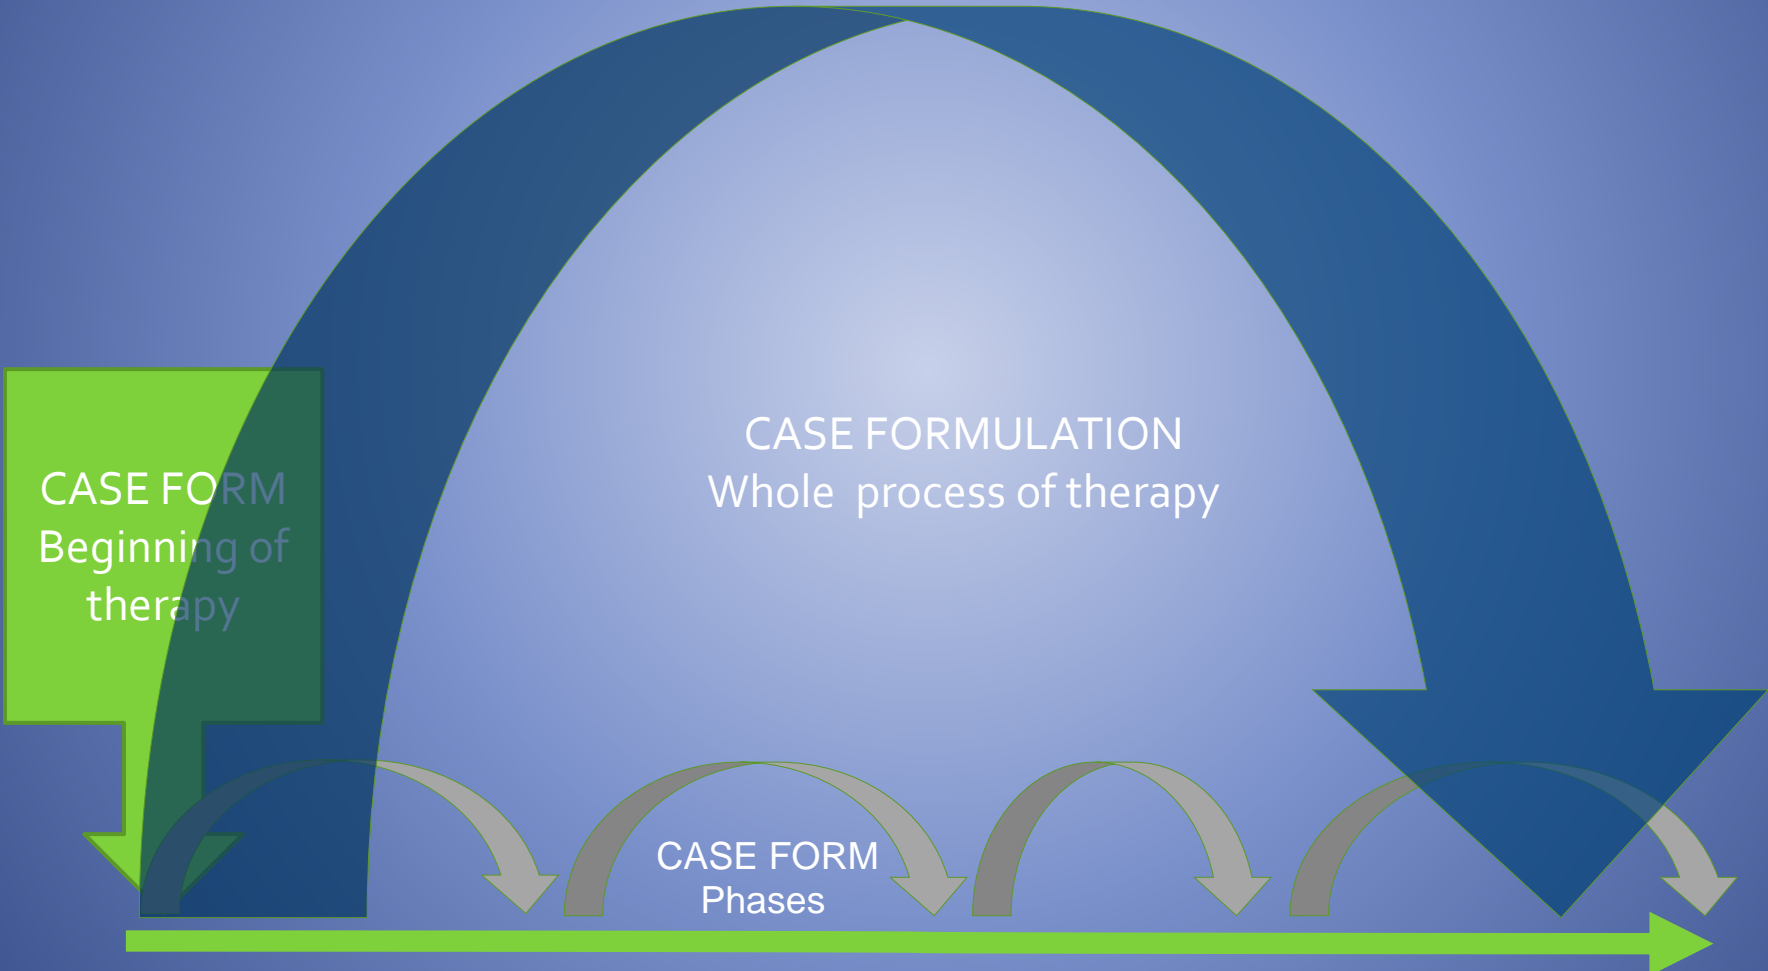 CASE FORM
Beginning of
therapy
CASE FORMULATION
Whole  process of therapy
CASE FORM
Phases